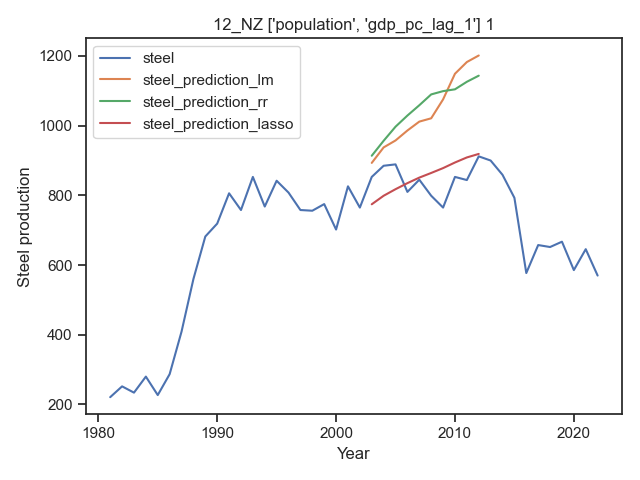 12_NZ ['population', 'gdp_pc_lag_1'] 1
steel
steel_prediction_lm
steel_prediction_rr
steel_prediction_lasso
Steel production
1200
1000
800
600
400
200
1980
1990
2000
2010
2020
Year